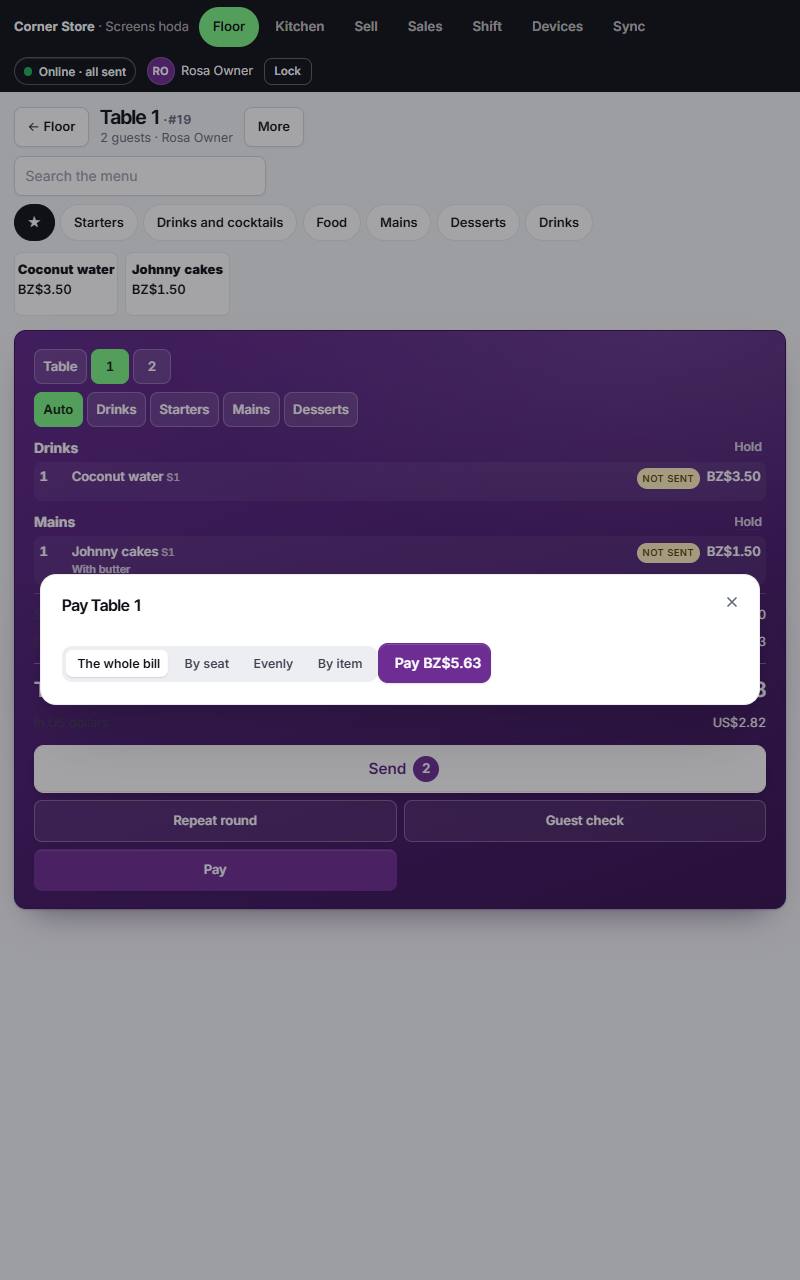 Corner Store · Screens hoda Floor Kitchen Sell Sales Shift Devices Sync
Online · all sent RO Rosa Owner Lock
← Floor Table 1 · #19 More
2 guests · Rosa Owner
Search the menu
★ Starters Drinks and cocktails Food Mains Desserts Drinks
Coconut water Johnny cakes
BZ$3.50 BZ$1.50
Table 1 2
Auto Drinks Starters Mains Desserts
Drinks Hold
1 Coconut water S1 NOT SENT BZ$3.50
Mains Hold
1 Johnny cakes S1 NOT SENT BZ$1.50
With butter
Pay Table 1 ×
The whole bill By seat Evenly By item Pay BZ$5.63
In US dollars US$2.82
Send 2
Repeat round Guest check
Pay